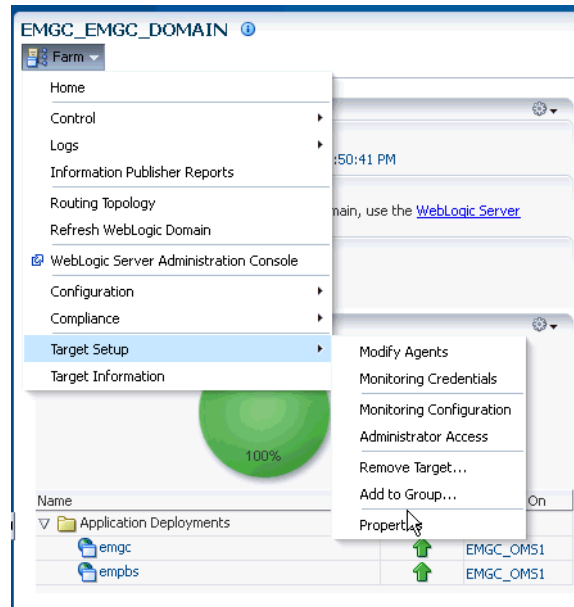 EMGC_EMGC_DOMAIN
Farm
Home
Control
Logs
Information Publisher Reports
:50:41 PM
Routing Topology
main, use the WebLogic Server
Refresh WebLogic Domain
WebLogic Server Administration Console
Configuration
Compliance
Target Setup
Target Information
Modify Agents
Monitoring Credentials
Monitoring Configuration
Administrator Access
Remove Target...
Add to Group...
Properties
100%
Name
On
Application Deployments
emgc
EMGC_OMS1
empbs
EMGC_OMS1